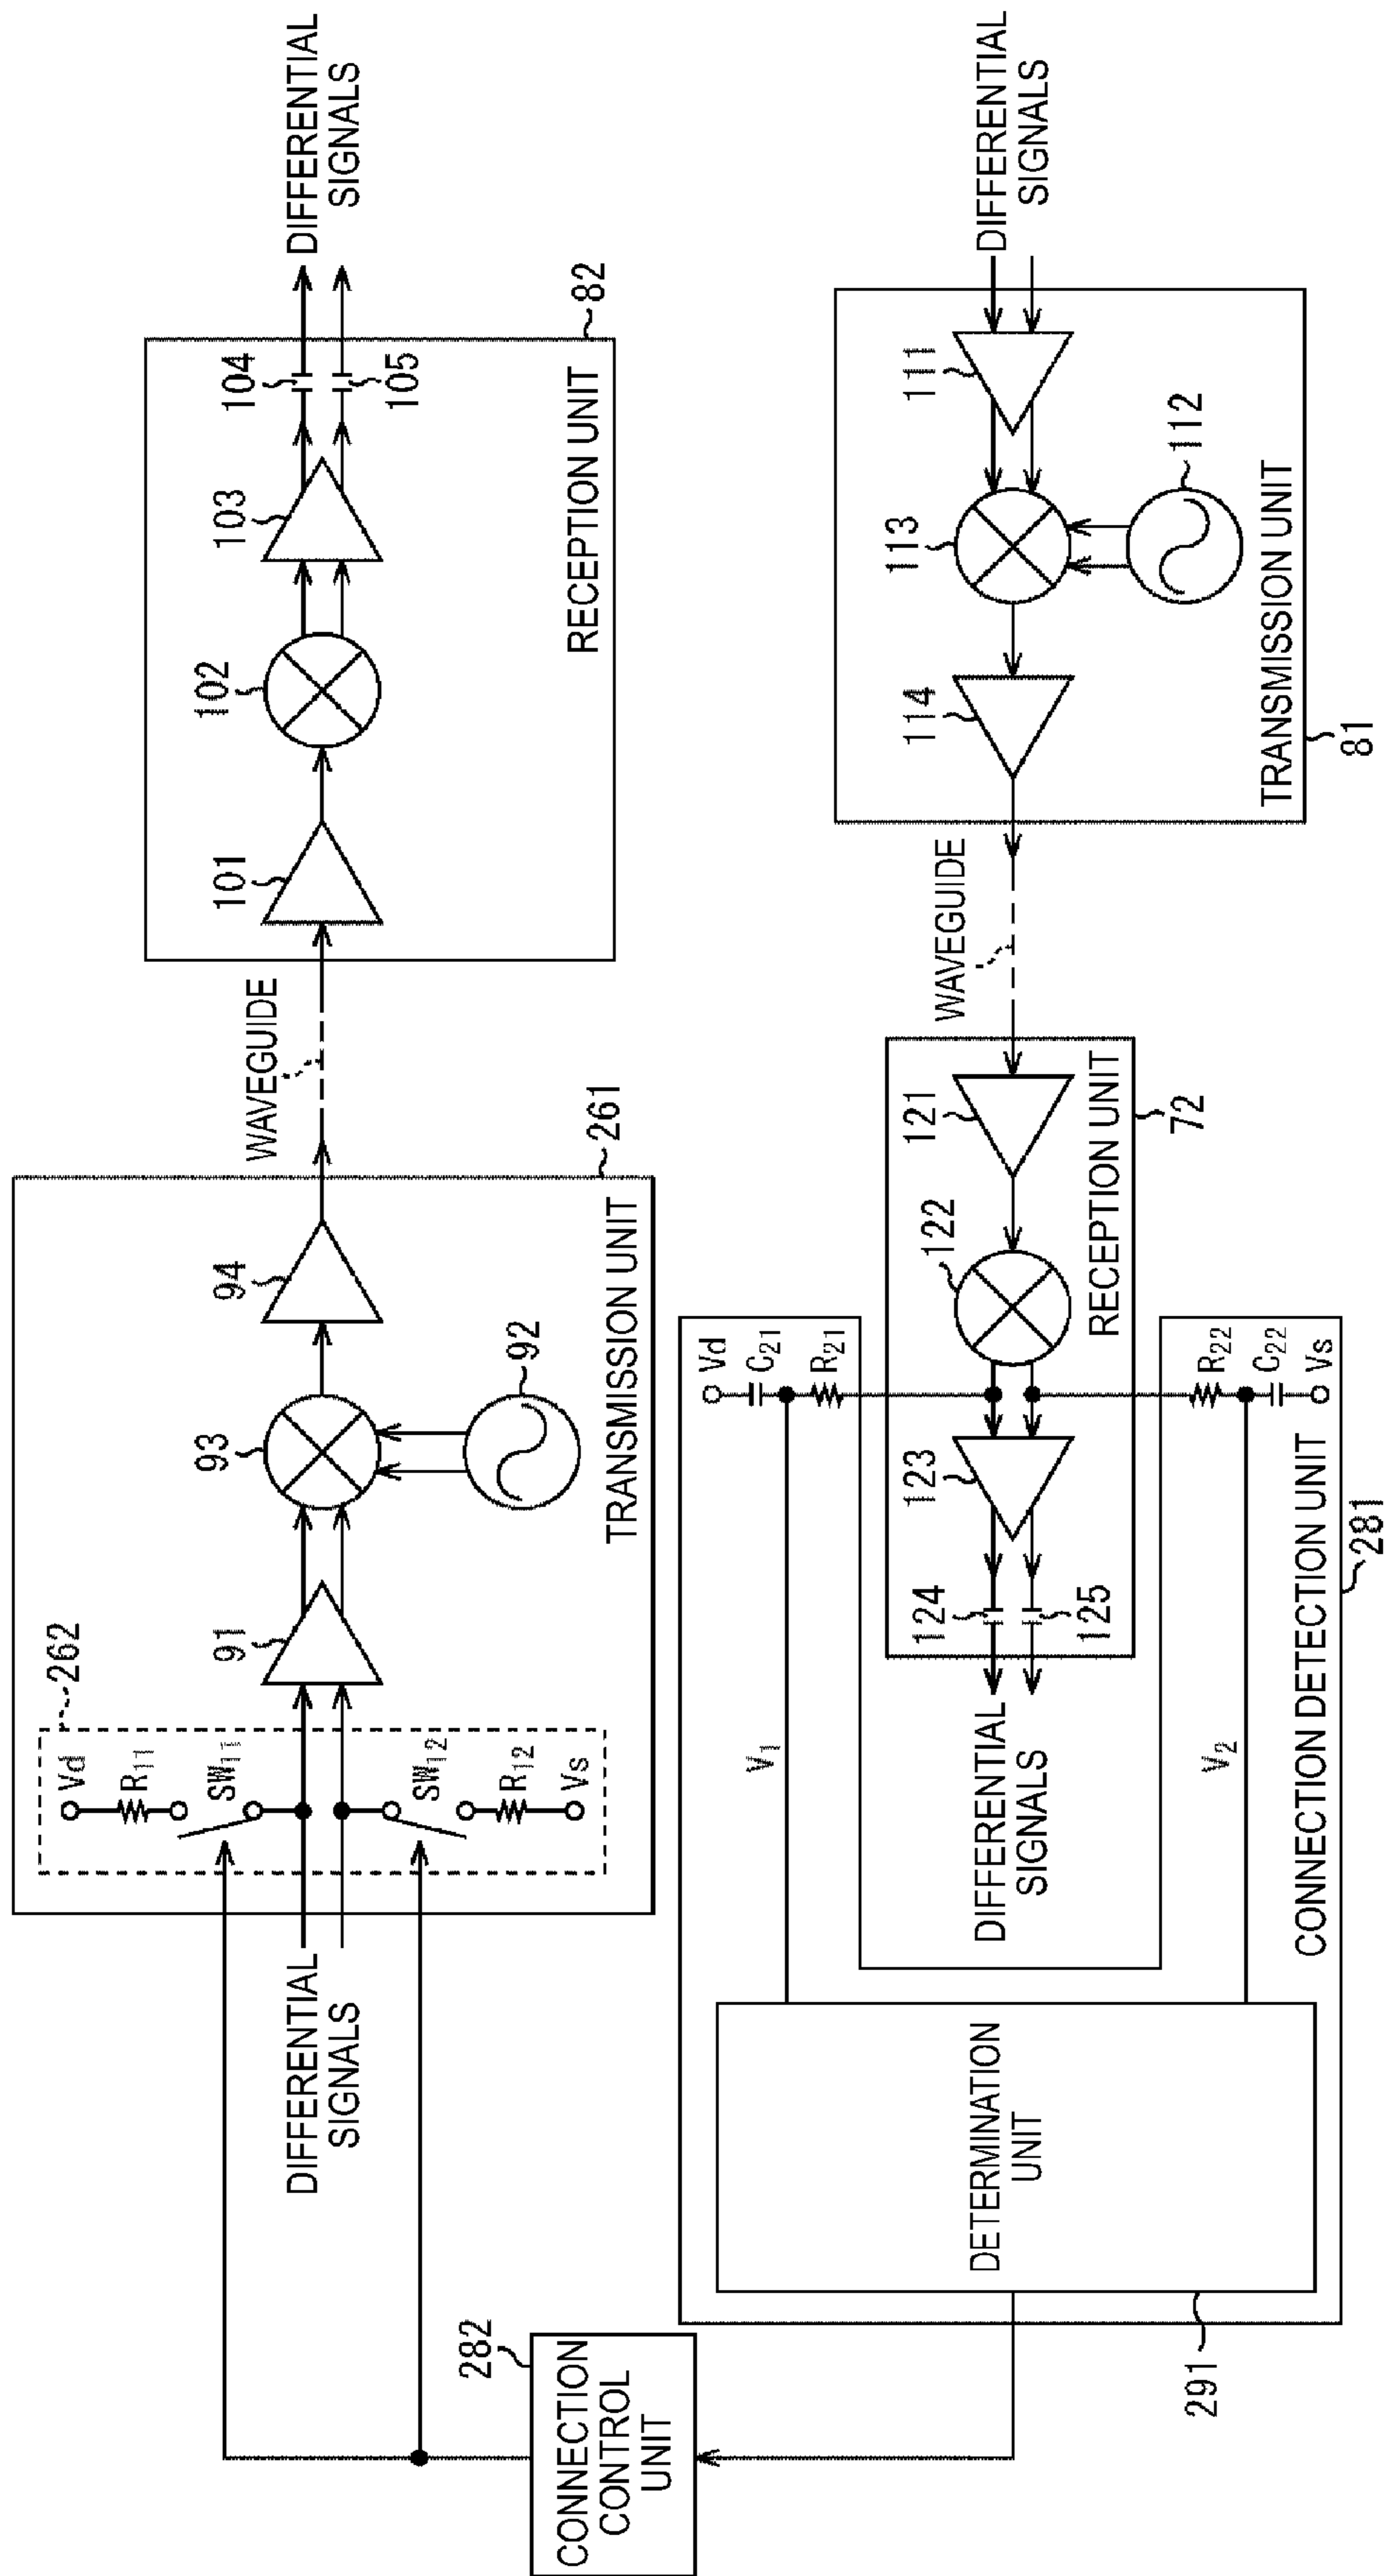 DIFFERENTIAL
SIGNALS
262
Vd
R11
SW11
SW12
R12
Vs
91
93
92
94
TRANSMISSION UNIT
261
WAVEGUIDE
101
102
103
104
105
RECEPTION UNIT
82
DIFFERENTIAL
SIGNALS
282
CONNECTION
CONTROL
UNIT
DETERMINATION
UNIT
291
V1
V2
DIFFERENTIAL
SIGNALS
124
125
123
122
121
RECEPTION UNIT
72
Vd
C21
R21
R22
C22
Vs
CONNECTION DETECTION UNIT
281
WAVEGUIDE
114
113
111
112
TRANSMISSION UNIT
81
DIFFERENTIAL
SIGNALS